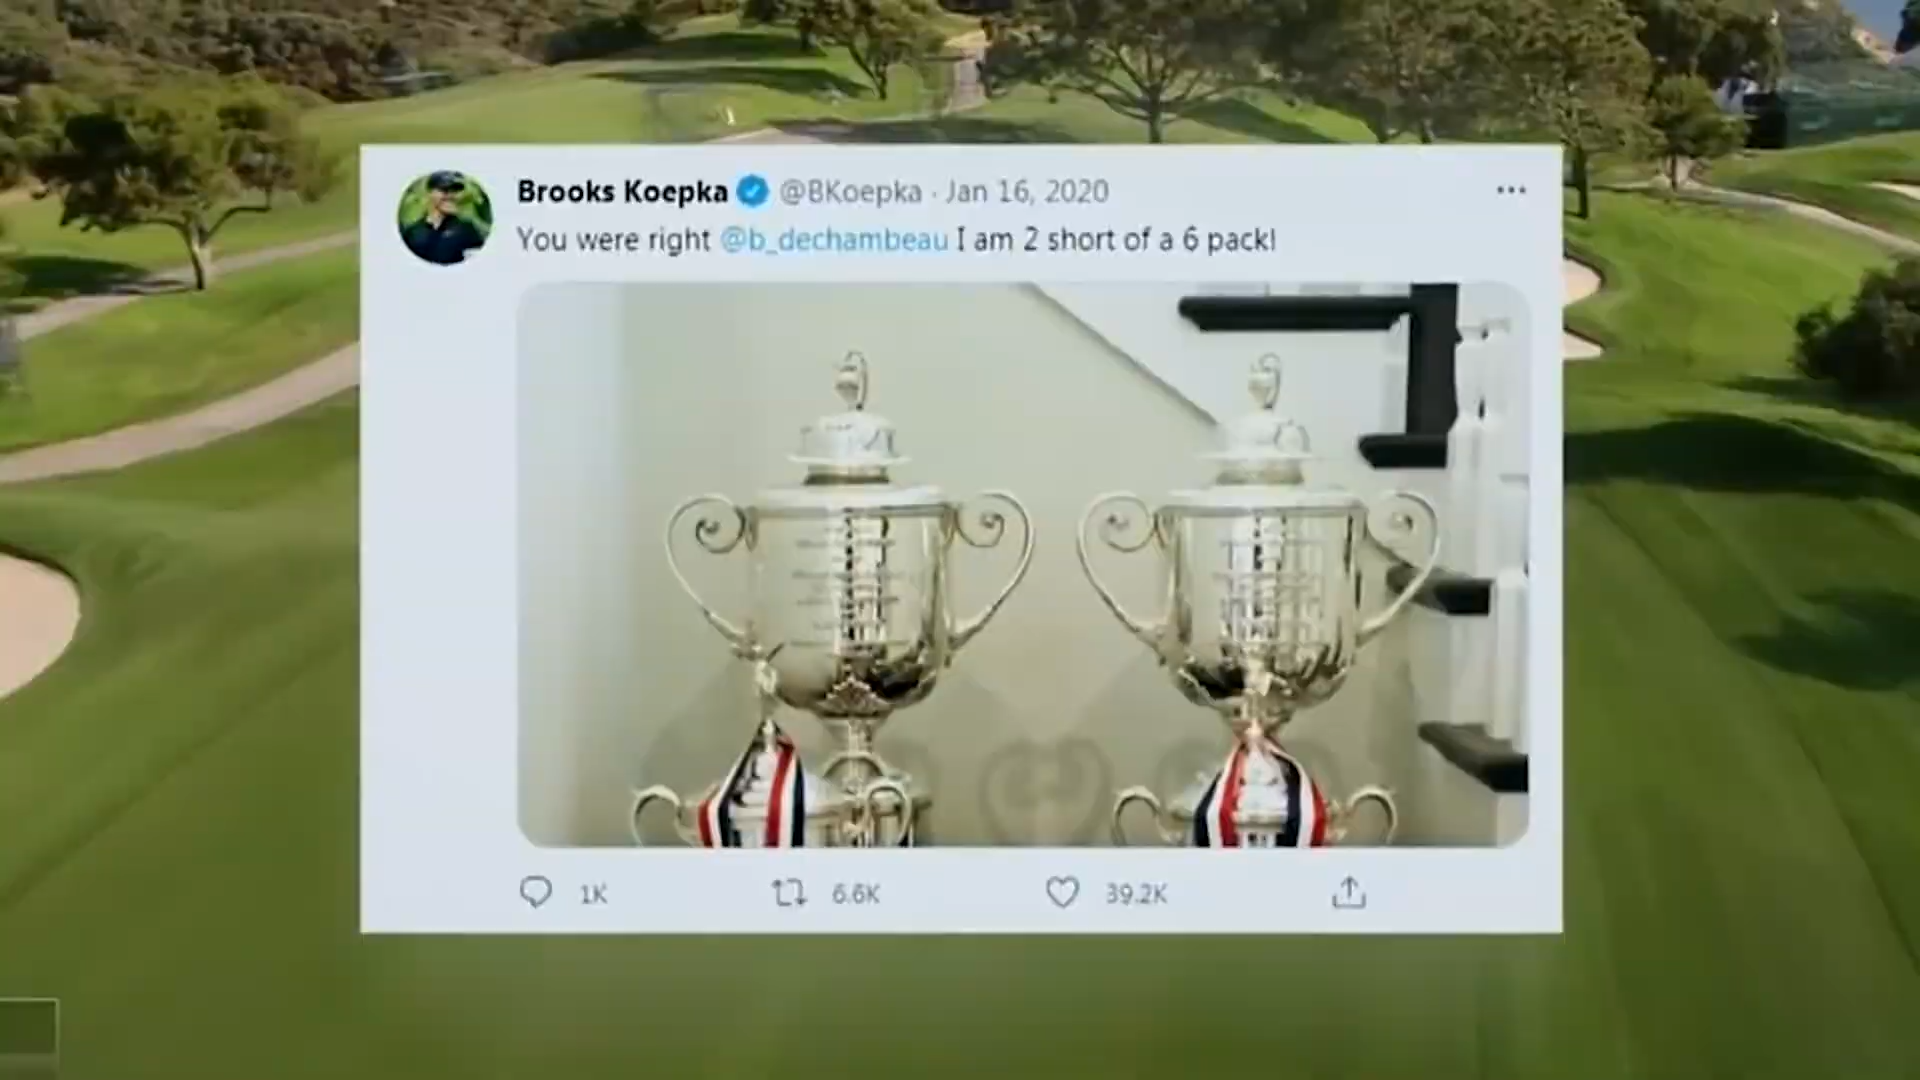 Brooks Koepka @BKoepka · Jan 16, 2020
You were right @b_dechambeau I am 2 short of a 6 pack!
1K 6.6K 39.2K